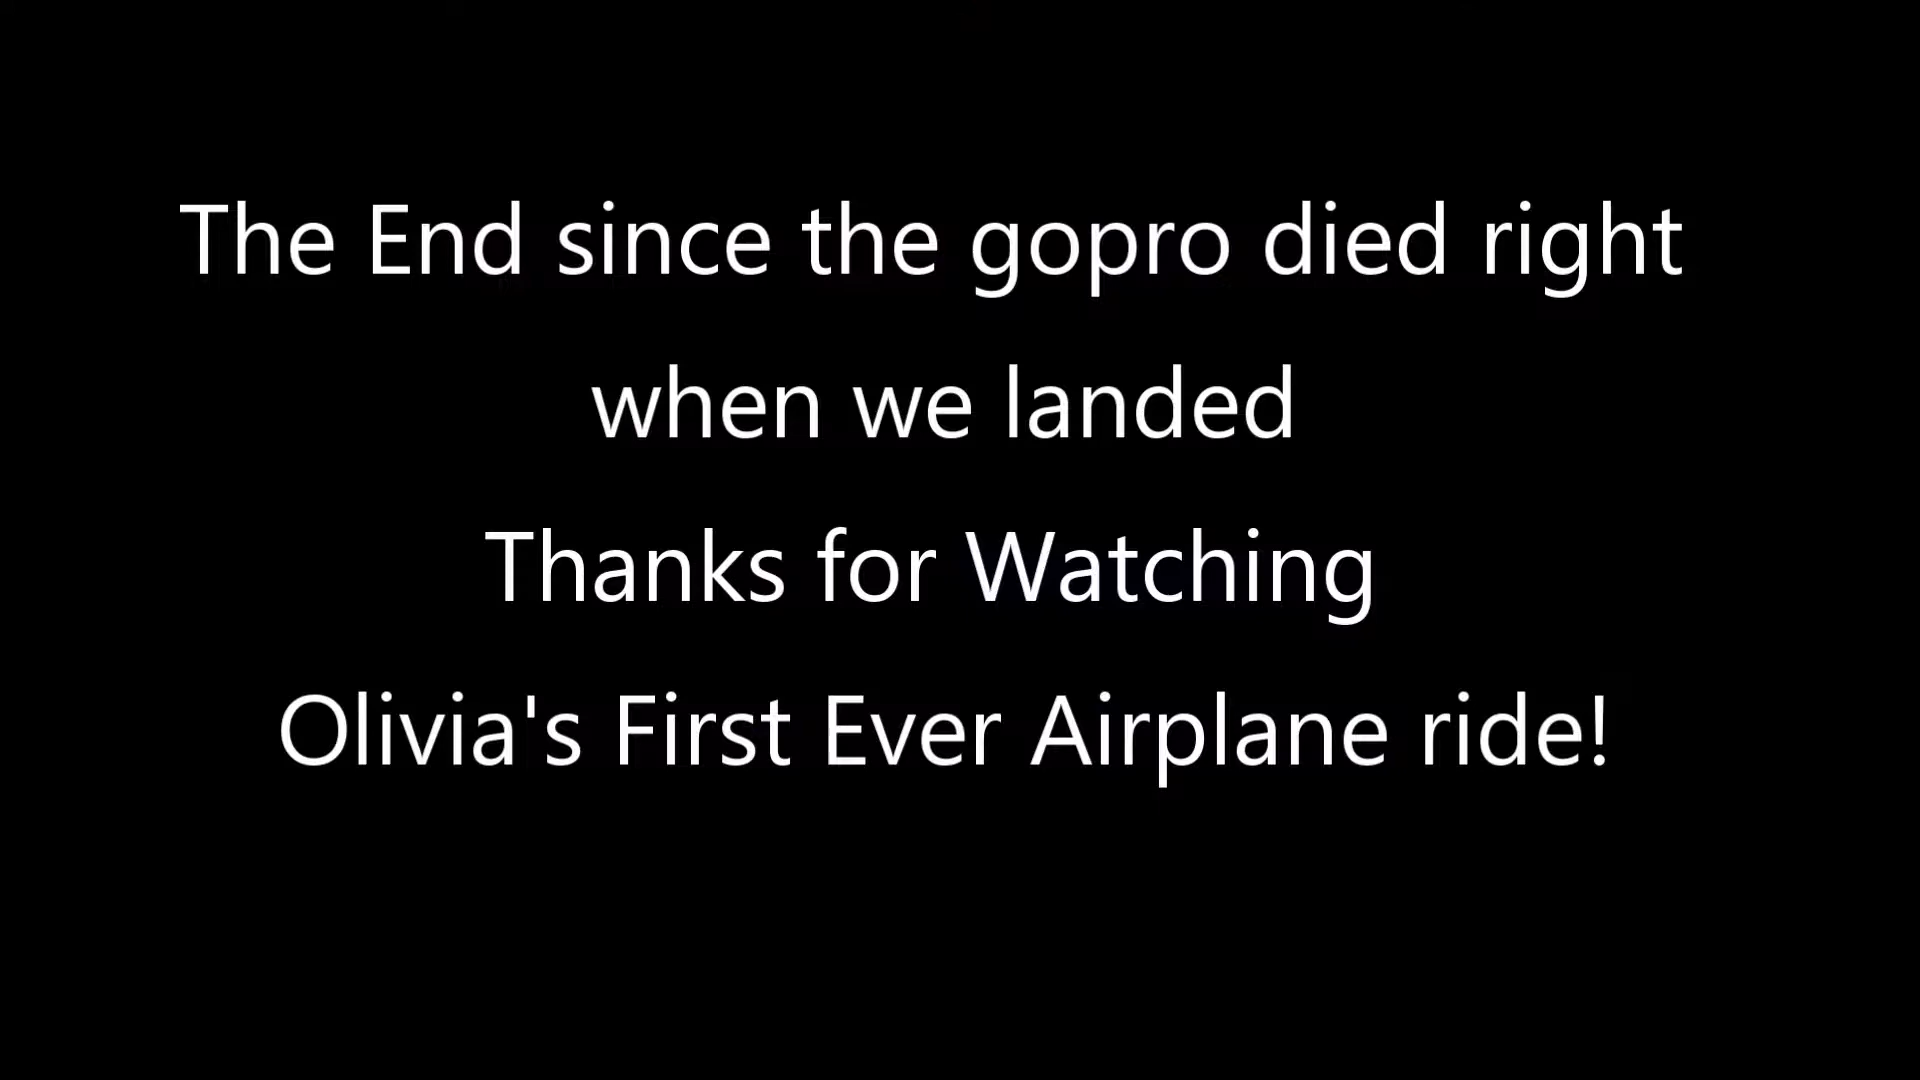 The End since the gopro died right
when we landed
Thanks for Watching
Olivia's First Ever Airplane ride!